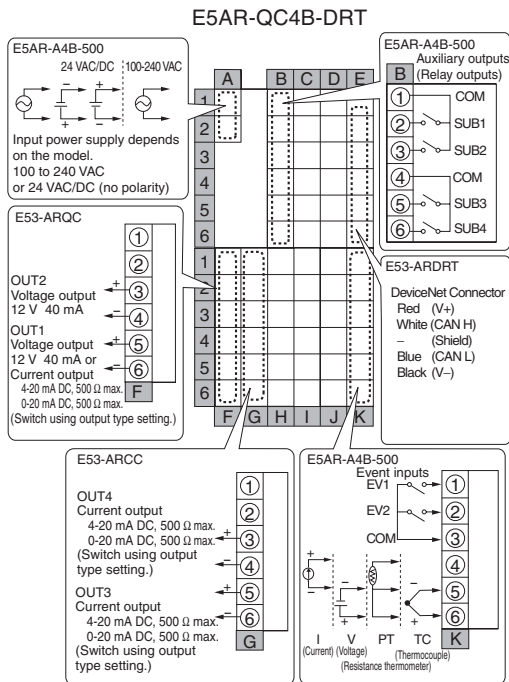 E5AR-QC4B-DRT
E5AR-A4B-500
24 VAC/DC 100-240 VAC
− + −
+ − +
Input power supply depends
on the model.
100 to 240 VAC
or 24 VAC/DC (no polarity)
E53-ARQC
1
2
OUT2
Voltage output
12 V 40 mA
+ 3
− 4
OUT1
Voltage output
12 V 40 mA or
Current output
4-20 mA DC, 500 Ω max.
0-20 mA DC, 500 Ω max.
(Switch using output type setting.)
+ 5
− 6
F
A B C D E
1
2
3
4
5
6
1
2
3
4
5
6
F G H I J K
E5AR-A4B-500
Auxiliary outputs
(Relay outputs)
B
1 COM
2 SUB1
3 SUB2
4 COM
5 SUB3
6 SUB4
E53-ARDRT
DeviceNet Connector
Red (V+)
White (CAN H)
− (Shield)
Blue (CAN L)
Black (V−)
E53-ARCC
1
2
OUT4
Current output
4-20 mA DC, 500 Ω max.
0-20 mA DC, 500 Ω max.
(Switch using output
type setting.)
+ 3
− 4
OUT3
Current output
4-20 mA DC, 500 Ω max.
0-20 mA DC, 500 Ω max.
(Switch using output
type setting.)
+ 5
− 6
G
E5AR-A4B-500
Event inputs
EV1 1
EV2 2
COM 3
4
5
6
+ − −
− + +
I V PT TC K
(Current) (Voltage) (Thermocouple)
(Resistance thermometer)